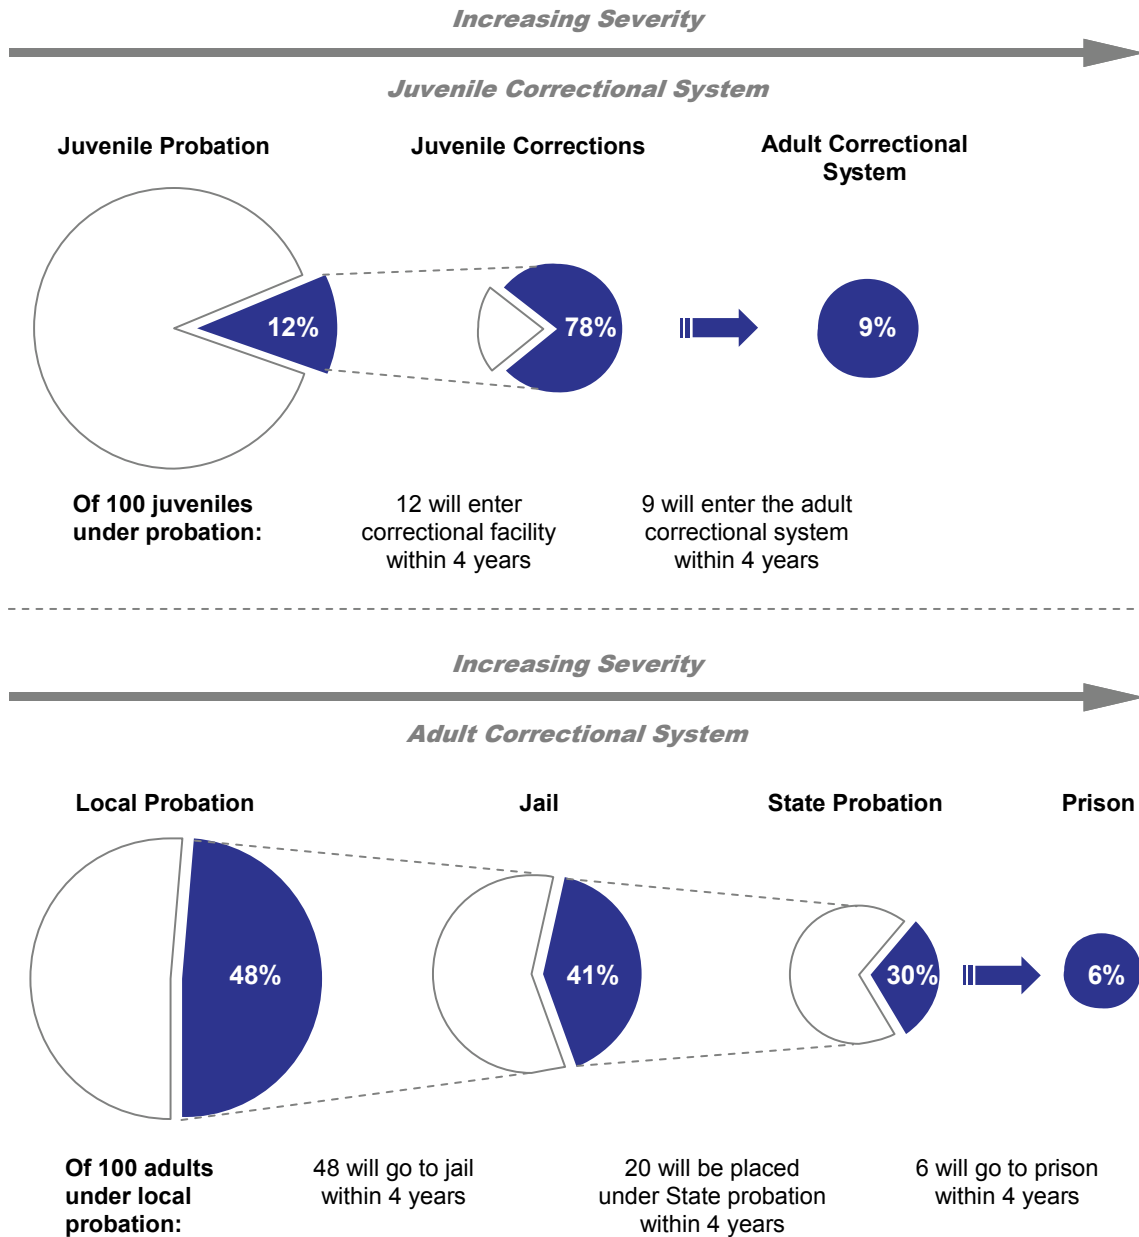 Increasing Severity
Juvenile Correctional System
Juvenile Probation
Juvenile Corrections
Adult Correctional
System
12%
78%
9%
Of 100 juveniles
under probation:
12 will enter
correctional facility
within 4 years
9 will enter the adult
correctional system
within 4 years
Increasing Severity
Adult Correctional System
Local Probation
Jail
State Probation
Prison
48%
41%
30%
6%
Of 100 adults
under local
probation:
48 will go to jail
within 4 years
20 will be placed
under State probation
within 4 years
6 will go to prison
within 4 years